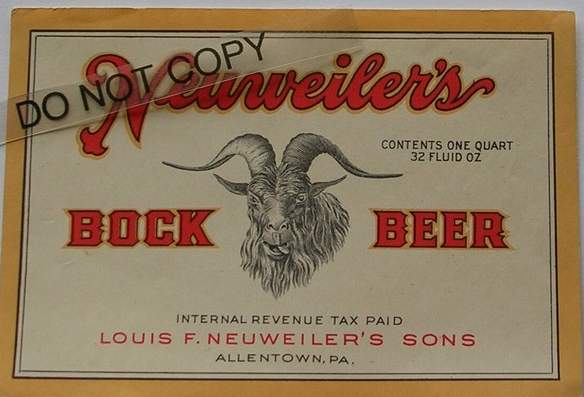 DO NOT COPY
Neuweiler's
CONTENTS ONE QUART
32 FLUID OZ
BOCK BEER
INTERNAL REVENUE TAX PAID
LOUIS F. NEUWEILER'S SONS
ALLENTOWN, PA.